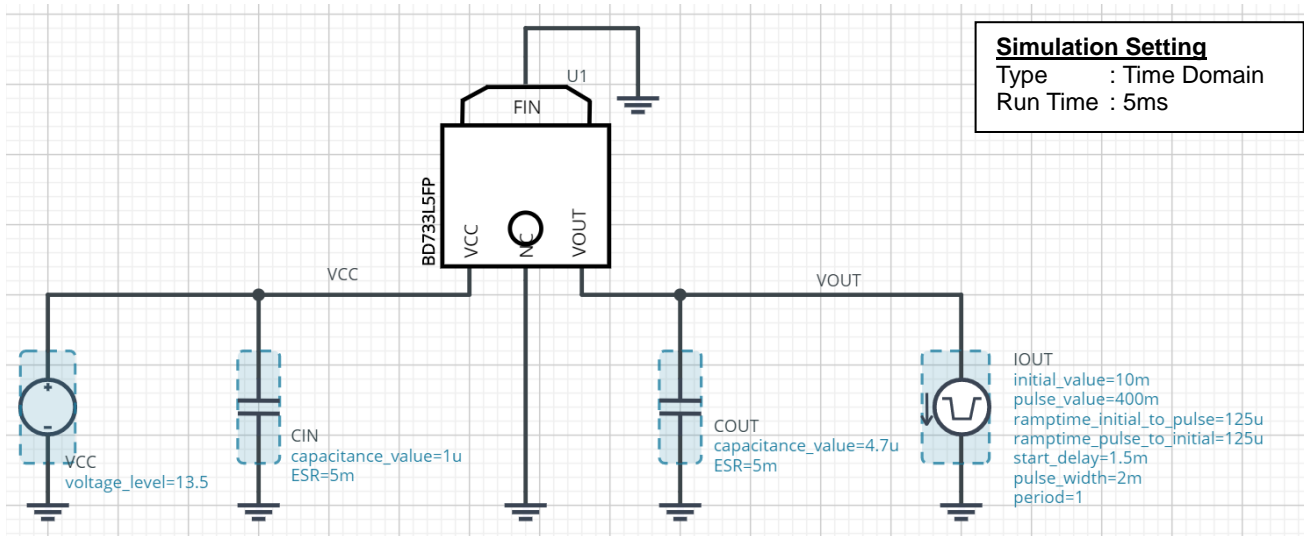 Simulation Setting
Type : Time Domain
Run Time : 5ms
U1
FIN
BD733L5FP
VCC
NC
VOUT
VCC
VOUT
VCC
voltage_level=13.5
CIN
capacitance_value=1u
ESR=5m
COUT
capacitance_value=4.7u
ESR=5m
IOUT
initial_value=10m
pulse_value=400m
ramptime_initial_to_pulse=125u
ramptime_pulse_to_initial=125u
start_delay=1.5m
pulse_width=2m
period=1